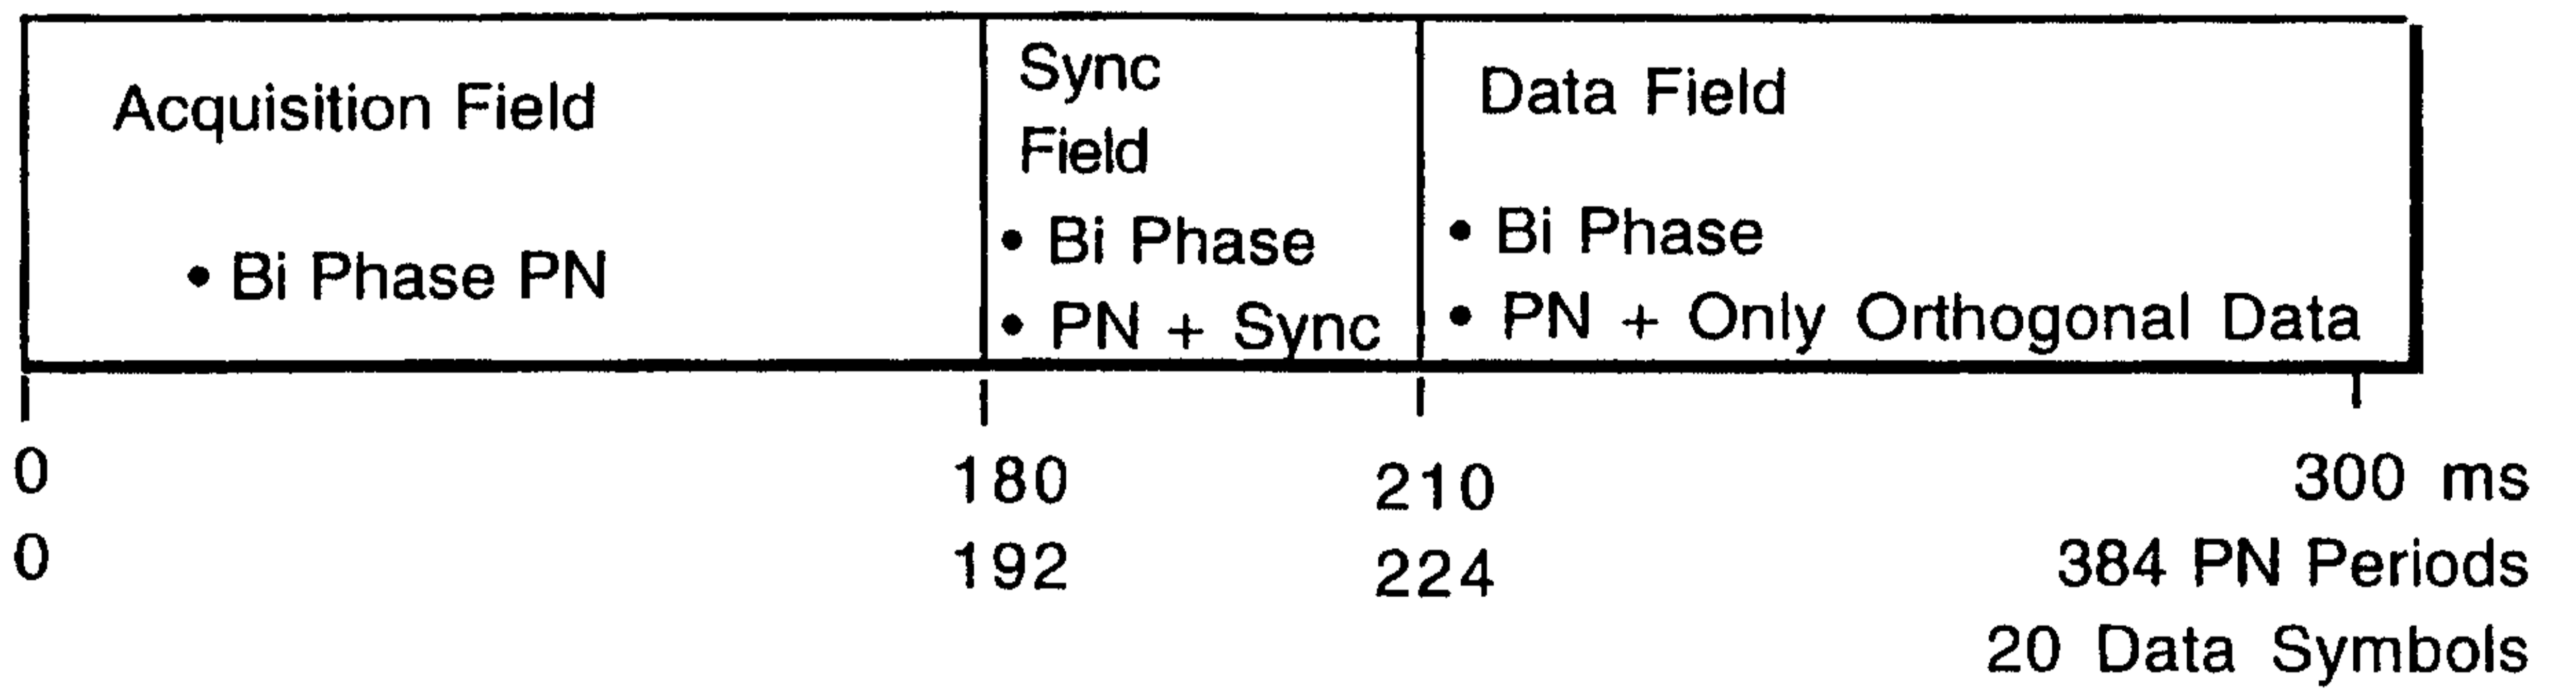 Acquisition Field
• Bi Phase PN
Sync
Field
• Bi Phase
• PN + Sync
Data Field
• Bi Phase
• PN + Only Orthogonal Data
0 180 210 300 ms
0 192 224 384 PN Periods
20 Data Symbols